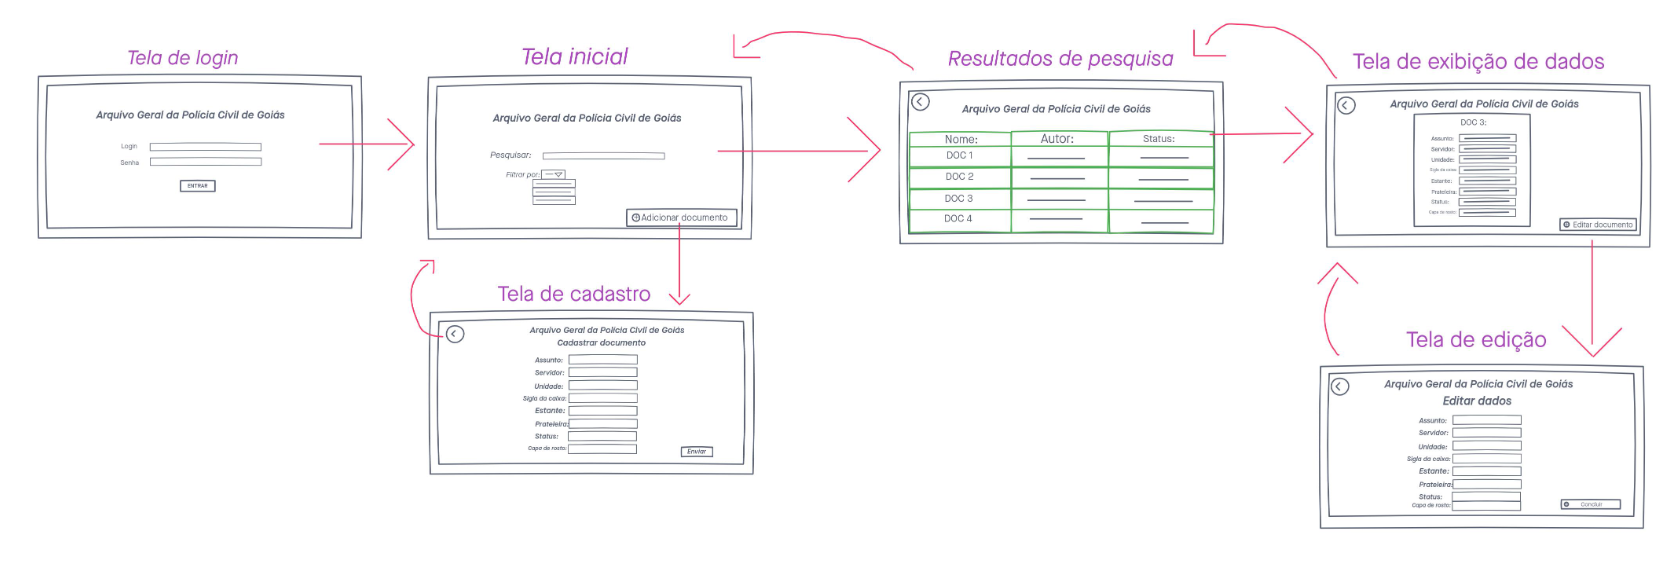 Tela de login
Arquivo Geral da Polícia Civil de Goiás
Login
Senha
ENTRAR
Tela inicial
Arquivo Geral da Polícia Civil de Goiás
Pesquisar:
Filtrar por:
Adicionar documento
Resultados de pesquisa
Arquivo Geral da Polícia Civil de Goiás
Nome: Autor: Status:
DOC 1
DOC 2
DOC 3
DOC 4
Tela de exibição de dados
Arquivo Geral da Polícia Civil de Goiás
DOC 3:
Assunto:
Servidor:
Unidade:
Sigla da caixa:
Estante:
Prateleira:
Status:
Capa de rosto:
Editar documento
Tela de cadastro
Arquivo Geral da Polícia Civil de Goiás
Cadastrar documento
Assunto:
Servidor:
Unidade:
Sigla da caixa:
Estante:
Prateleira:
Status:
Capa de rosto:
Enviar
Tela de edição
Arquivo Geral da Polícia Civil de Goiás
Editar dados
Assunto:
Servidor:
Unidade:
Sigla da caixa:
Estante:
Prateleira:
Status:
Capa de rosto:
Concluir